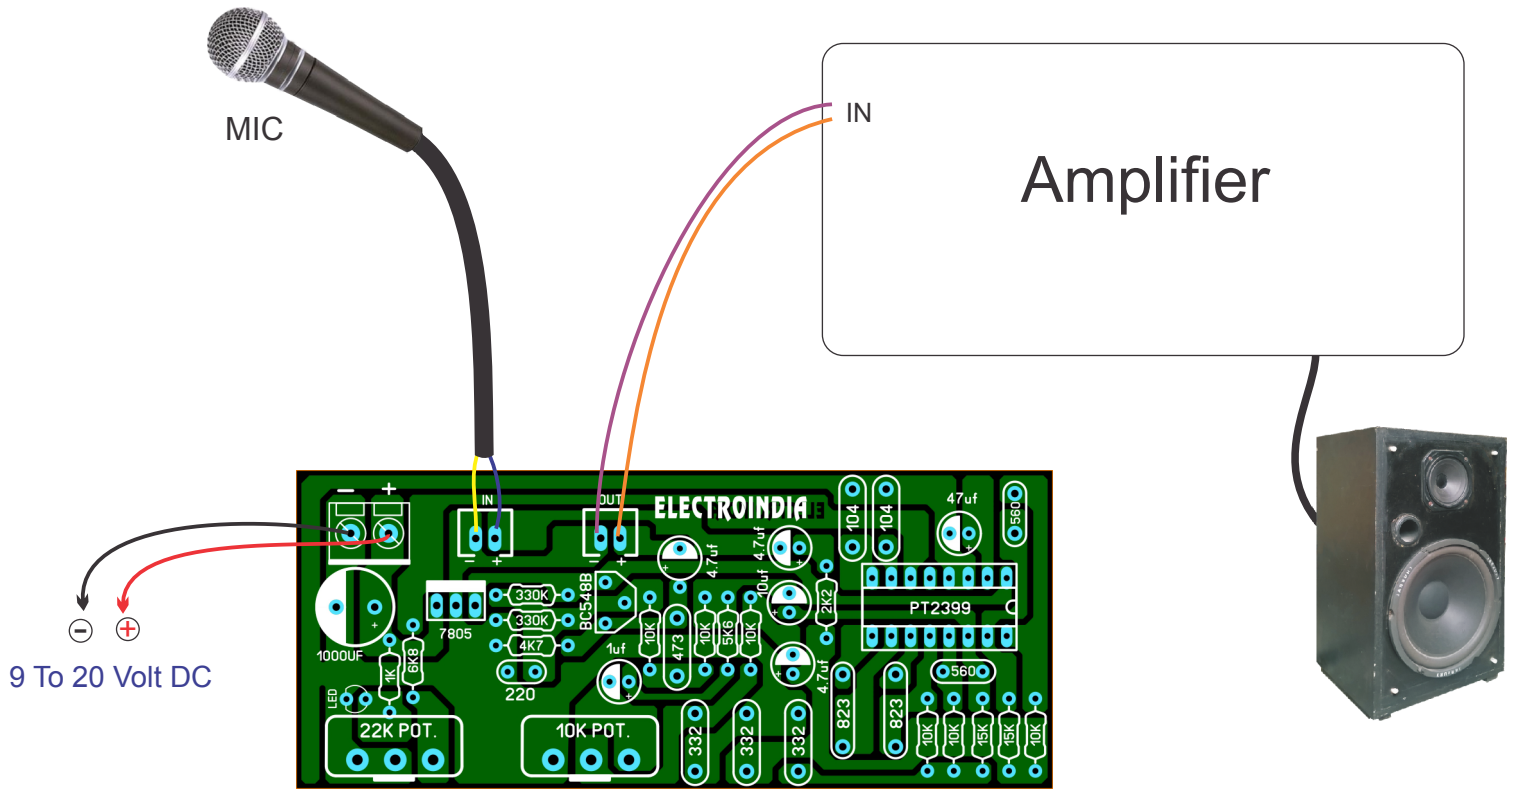 MIC
IN
Amplifier
9 To 20 Volt DC
− +
− +
IN
− +
OUT
− +
ELECTROINDIA
1000UF
+
7805
330K
330K
4K7
220
BC548B
1uf
+
4.7uf
+
4.7uf
+
10uf
+
4.7uf
+
2K2
104
104
47uf
+
560
PT2399
560
10K
473
10K
5K6
10K
6K8
1K
LED
22K POT.
10K POT.
332
332
332
823
823
10K
10K
15K
15K
10K